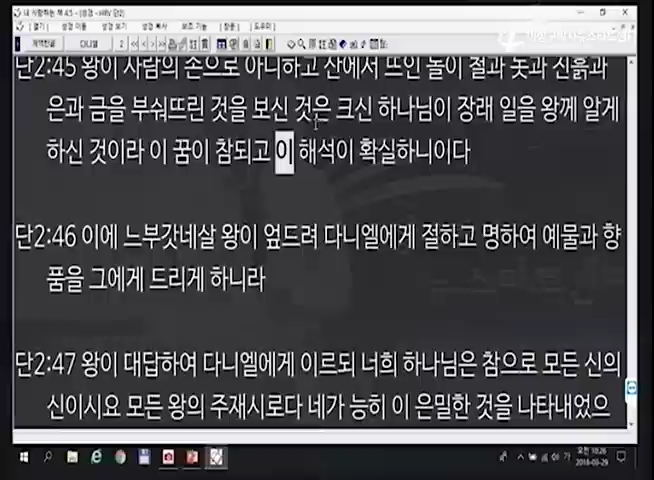 단2:45 왕이 사람의 손으로 아니하고 산에서 뜨인 돌이 철과 놋과 진흙과
은과 금을 부숴뜨린 것을 보신 것은 크신 하나님이 장래 일을 왕께 알게
하신 것이라 이 꿈이 참되고 이 해석이 확실하니이다
단2:46 이에 느부갓네살 왕이 엎드려 다니엘에게 절하고 명하여 예물과 향
품을 그에게 드리게 하니라
단2:47 왕이 대답하여 다니엘에게 이르되 너희 하나님은 참으로 모든 신의
신이시요 모든 왕의 주재시로다 네가 능히 이 은밀한 것을 나타내었으
오전 10:26
2018-03-29